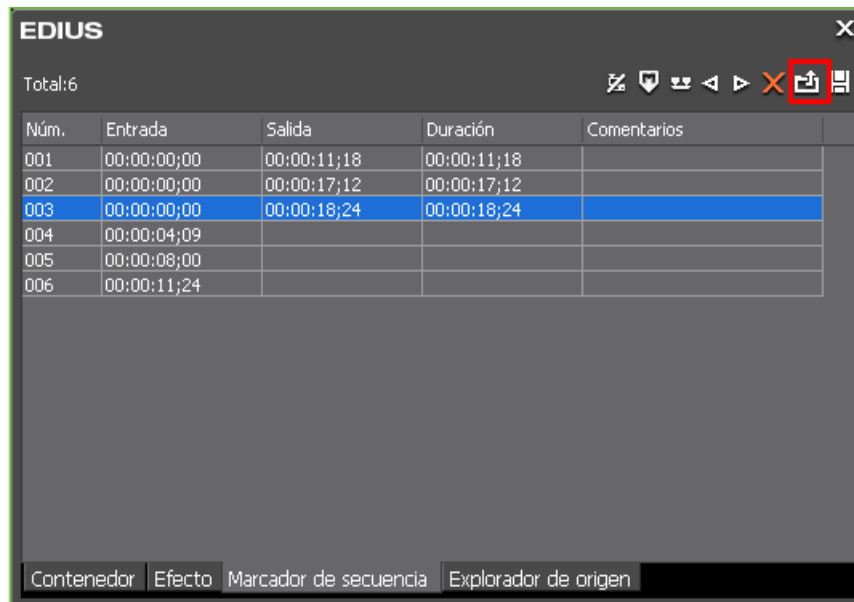 EDIUS
Total:6
Núm. Entrada Salida Duración Comentarios
001 00:00:00;00 00:00:11;18 00:00:11;18
002 00:00:00;00 00:00:17;12 00:00:17;12
003 00:00:00;00 00:00:18;24 00:00:18;24
004 00:00:04;09
005 00:00:08;00
006 00:00:11;24
Contenedor Efecto Marcador de secuencia Explorador de origen